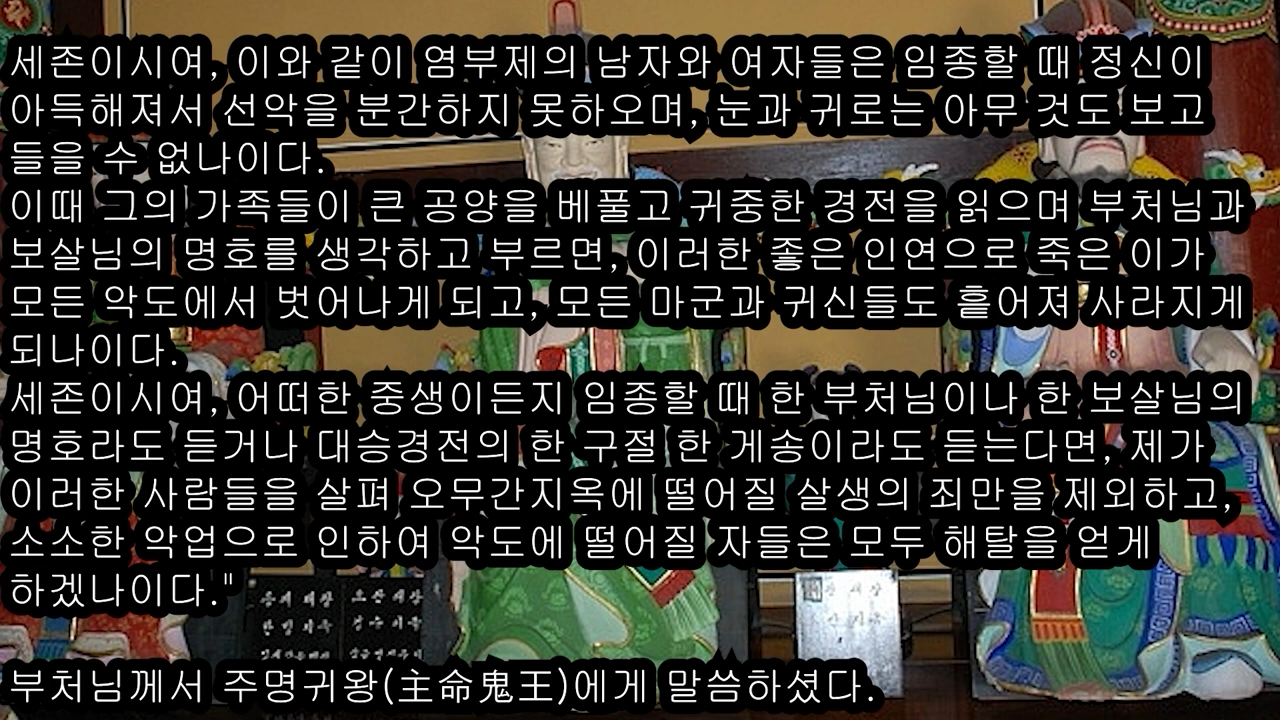 세존이시여, 이와 같이 염부제의 남자와 여자들은 임종할 때 정신이
아득해져서 선악을 분간하지 못하오며, 눈과 귀로는 아무 것도 보고
들을 수 없나이다.
이때 그의 가족들이 큰 공양을 베풀고 귀중한 경전을 읽으며 부처님과
보살님의 명호를 생각하고 부르면, 이러한 좋은 인연으로 죽은 이가
모든 악도에서 벗어나게 되고, 모든 마군과 귀신들도 흩어져 사라지게
되나이다.
세존이시여, 어떠한 중생이든지 임종할 때 한 부처님이나 한 보살님의
명호라도 듣거나 대승경전의 한 구절 한 게송이라도 듣는다면, 제가
이러한 사람들을 살펴 오무간지옥에 떨어질 살생의 죄만을 제외하고,
소소한 악업으로 인하여 악도에 떨어질 자들은 모두 해탈을 얻게
하겠나이다."
대왕
부처님께서 주명귀왕(主命鬼王)에게 말씀하셨다.